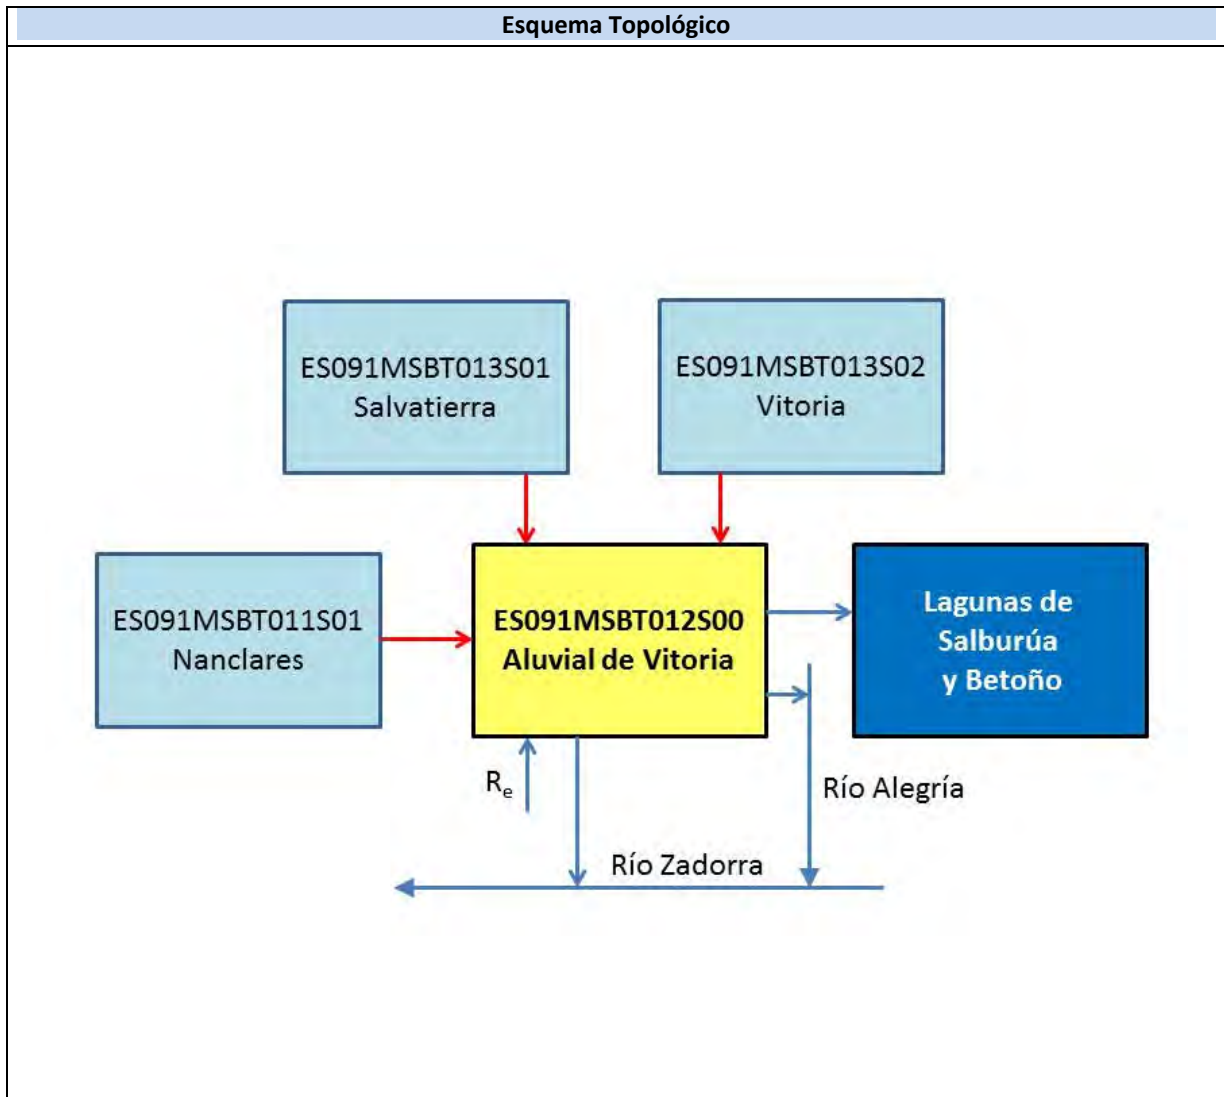 Esquema Topológico
ES091MSBT013S01
Salvatierra
ES091MSBT013S02
Vitoria
ES091MSBT011S01
Nanclares
ES091MSBT012S00
Aluvial de Vitoria
Lagunas de
Salburúa
y Betoño
Re
Río Alegría
Río Zadorra